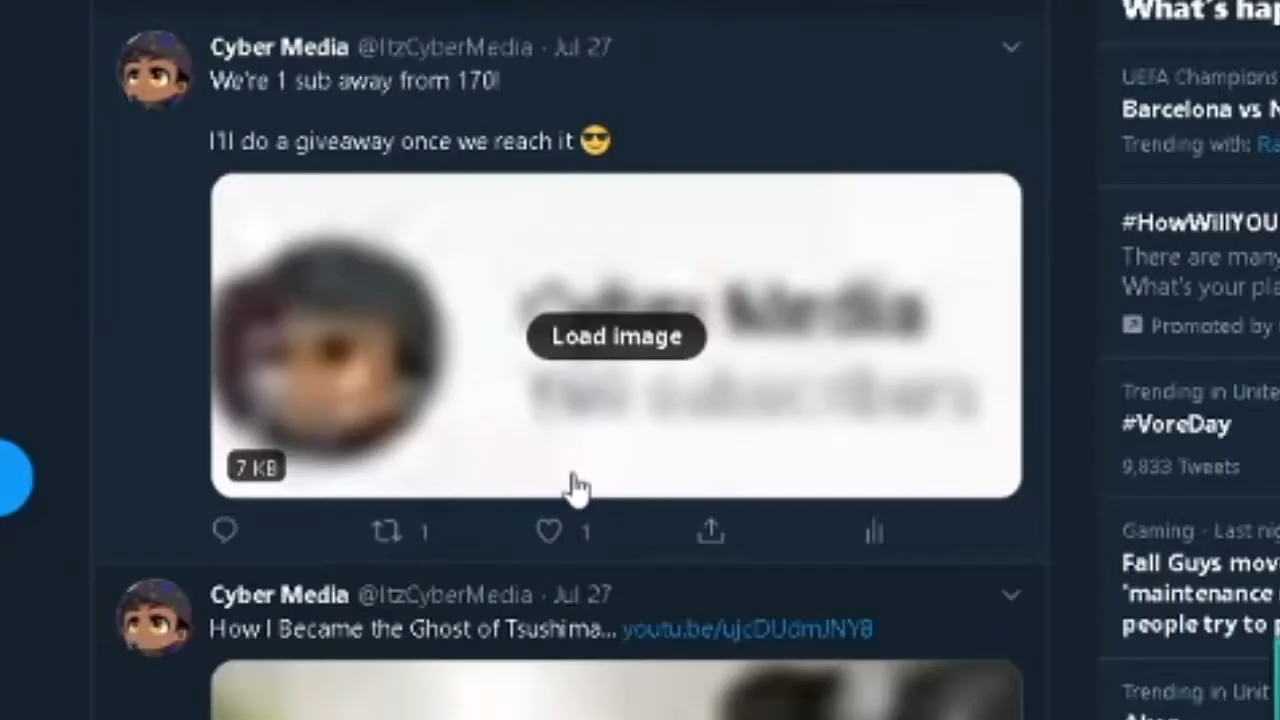 Cyber Media @ItzCyberMedia · Jul 27
We're 1 sub away from 170!
I'll do a giveaway once we reach it 😎
Cyber Media
Load image
subscribers
7 KB
1
1
Cyber Media @ItzCyberMedia · Jul 27
How I Became the Ghost of Tsushima... youtu.be/ujcDUdmJNY8
What's hap
UEFA Champions
Barcelona vs N
Trending with: Ra
#HowWillYOU
There are many
What's your pla
Promoted by
Trending in Unite
#VoreDay
9,833 Tweets
Gaming · Last nig
Fall Guys mov
'maintenance
people try to p
Trending in Unit